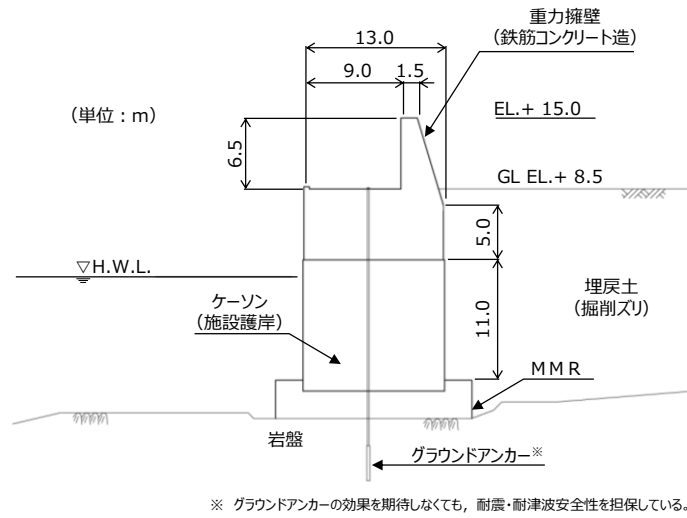 重力擁壁
（鉄筋コンクリート造）
13.0
9.0
1.5
（単位：m）
EL.+ 15.0
6.5
GL EL.+ 8.5
5.0
▽H.W.L.
ケーソン
（施設護岸）
埋戻土
（掘削ズリ）
11.0
ＭＭＲ
岩盤
グラウンドアンカー※
※ グラウンドアンカーの効果を期待しなくても，耐震・耐津波安全性を担保している。